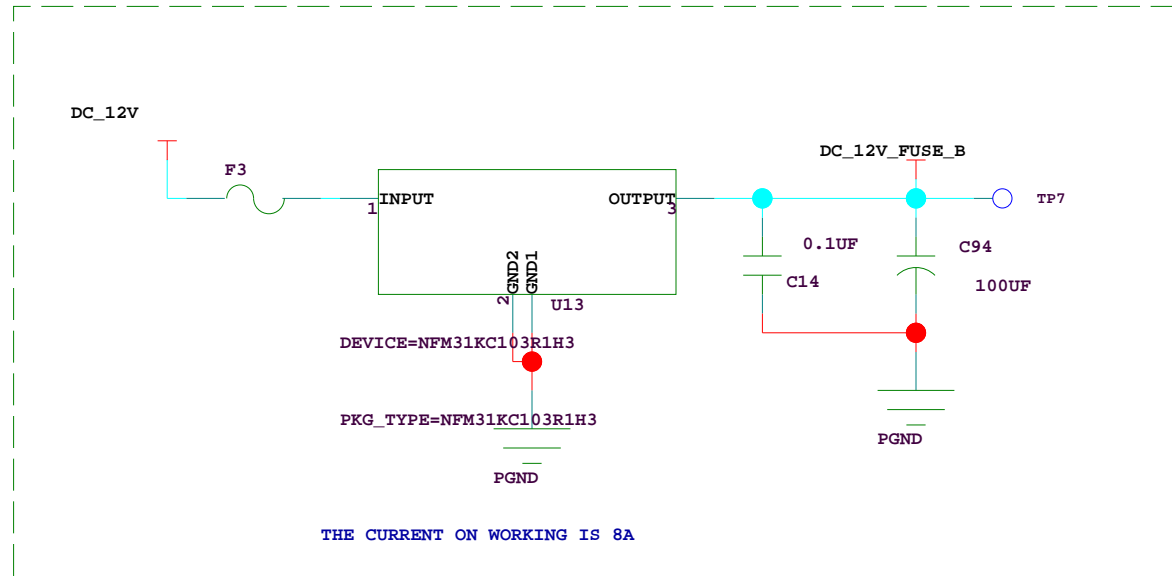 DC_12V
F3
DC_12V_FUSE_B
1
INPUT
OUTPUT
3
TP7
GND2
GND1
2
U13
0.1UF
C14
C94
100UF
DEVICE=NFM31KC103R1H3
PKG_TYPE=NFM31KC103R1H3
PGND
PGND
THE CURRENT ON WORKING IS 8A